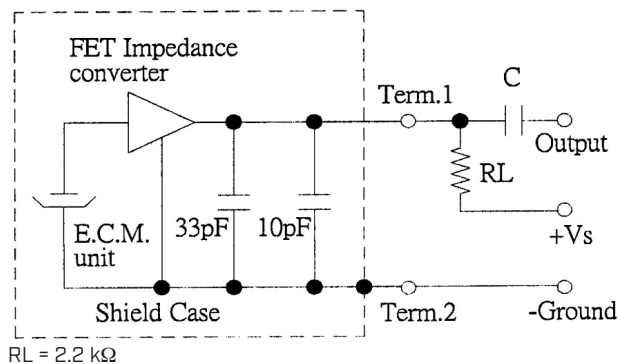 FET Impedance
converter
Term.1
C
Output
RL
+Vs
E.C.M.
unit
33pF
10pF
Shield Case
Term.2
-Ground
RL = 2.2 kΩ